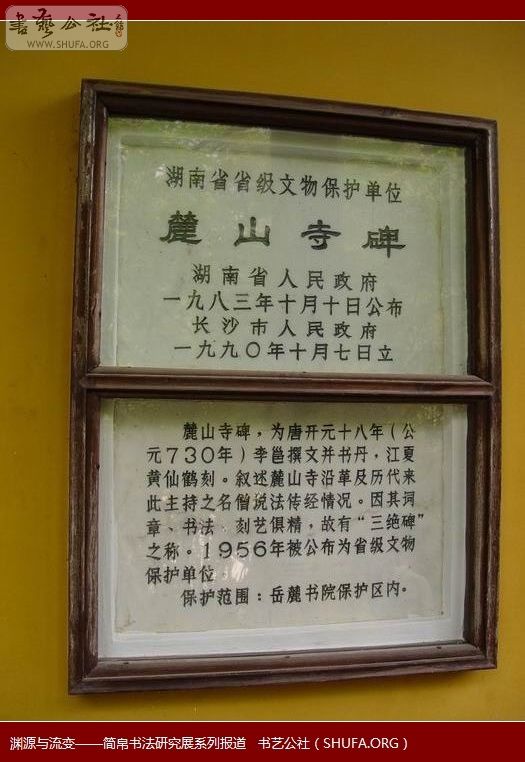 书艺公社
WWW.SHUFA.ORG
湖南省省级文物保护单位
麓山寺碑
湖南省人民政府
一九八三年十月十日公布
长沙市人民政府
一九九〇年十月七日立
麓山寺碑，为唐开元十八年（公
元730年）李邕撰文并书丹，江夏
黄仙鹤刻。叙述麓山寺沿革及历代来
此主持之名僧说法传经情况。因其词
章、书法、刻艺俱精，故有“三绝碑”
之称。1956年被公布为省级文物
保护单位。
保护范围：岳麓书院保护区内。
渊源与流变——简帛书法研究展系列报道 书艺公社（SHUFA.ORG）